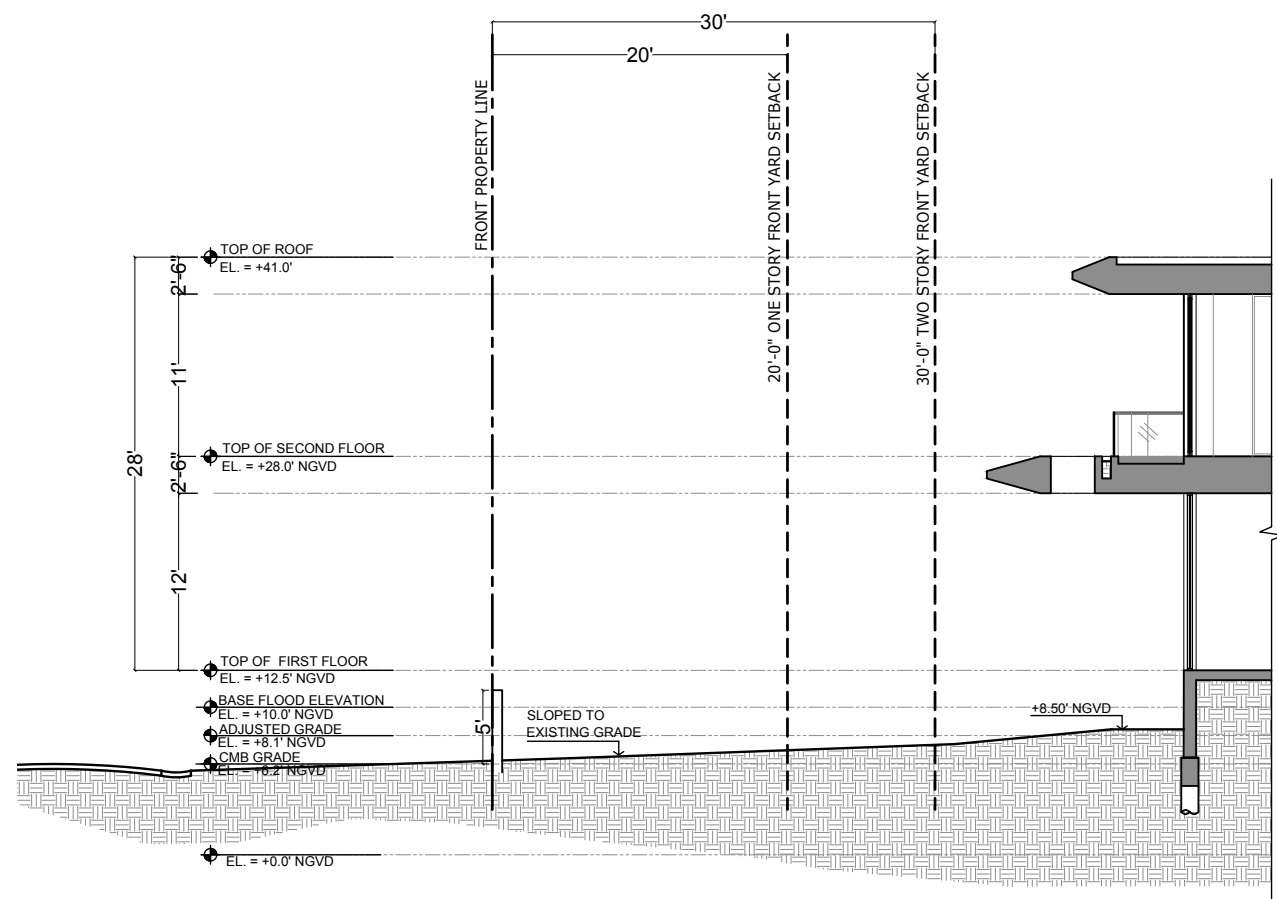 30'
20'
FRONT PROPERTY LINE
20'-0" ONE STORY FRONT YARD SETBACK
30'-0" TWO STORY FRONT YARD SETBACK
TOP OF ROOF
EL. = +41.0'
2'-6"
11'
28'
TOP OF SECOND FLOOR
EL. = +28.0' NGVD
2'-6"
12'
TOP OF FIRST FLOOR
EL. = +12.5' NGVD
BASE FLOOD ELEVATION
EL. = +10.0' NGVD
ADJUSTED GRADE
EL. = +8.1' NGVD
CMB GRADE
EL. = +6.2' NGVD
5'
SLOPED TO
EXISTING GRADE
+8.50' NGVD
EL. = +0.0' NGVD